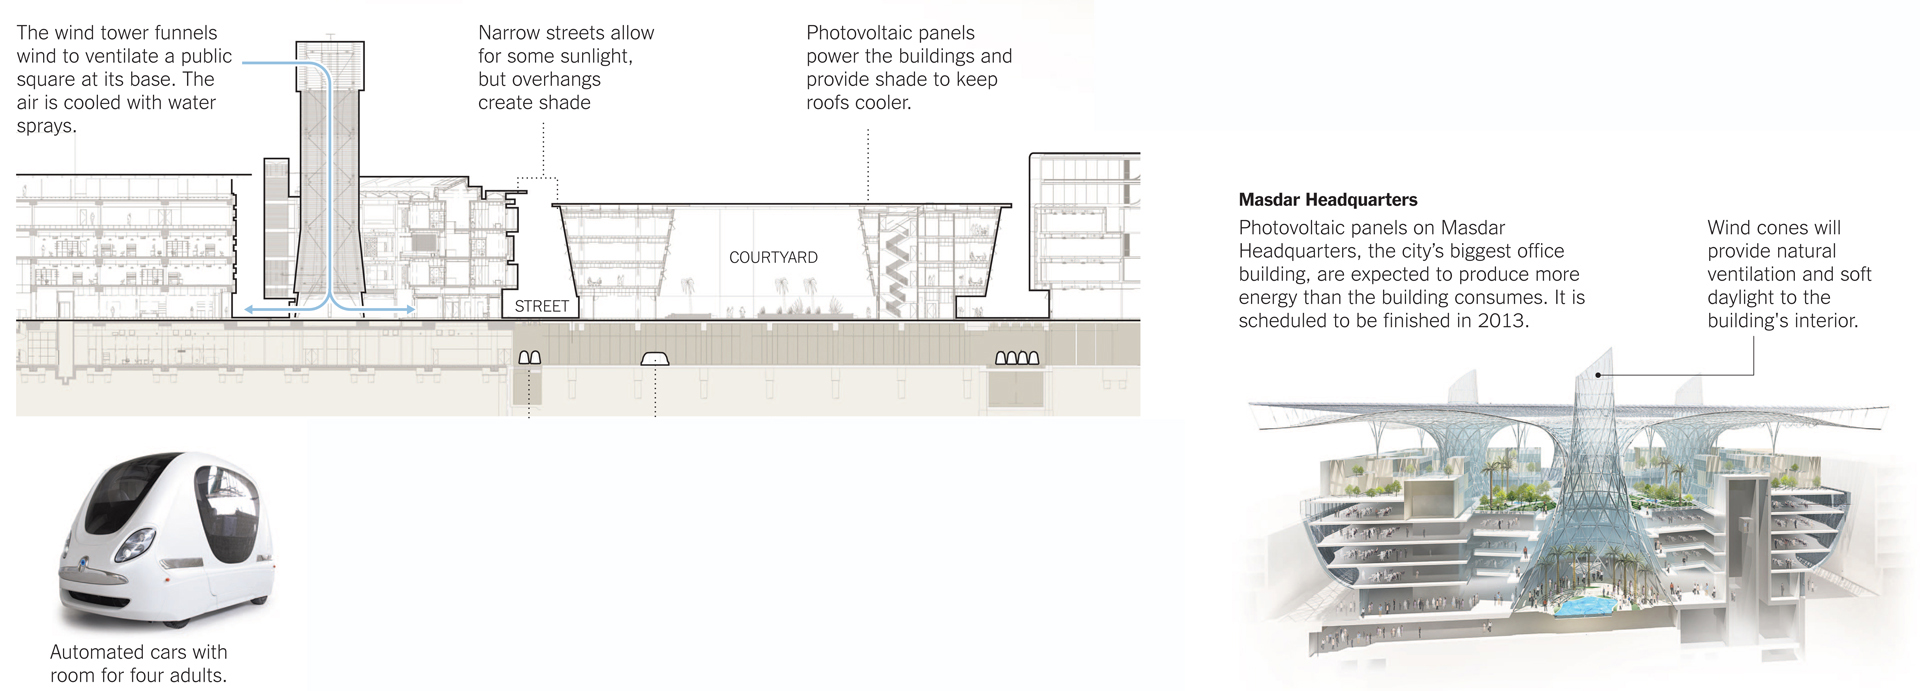 The wind tower funnels
wind to ventilate a public
square at its base. The
air is cooled with water
sprays.
Narrow streets allow
for some sunlight,
but overhangs
create shade
Photovoltaic panels
power the buildings and
provide shade to keep
roofs cooler.
COURTYARD
STREET
Automated cars with
room for four adults.
Masdar Headquarters
Photovoltaic panels on Masdar
Headquarters, the city’s biggest office
building, are expected to produce more
energy than the building consumes. It is
scheduled to be finished in 2013.
Wind cones will
provide natural
ventilation and soft
daylight to the
building's interior.